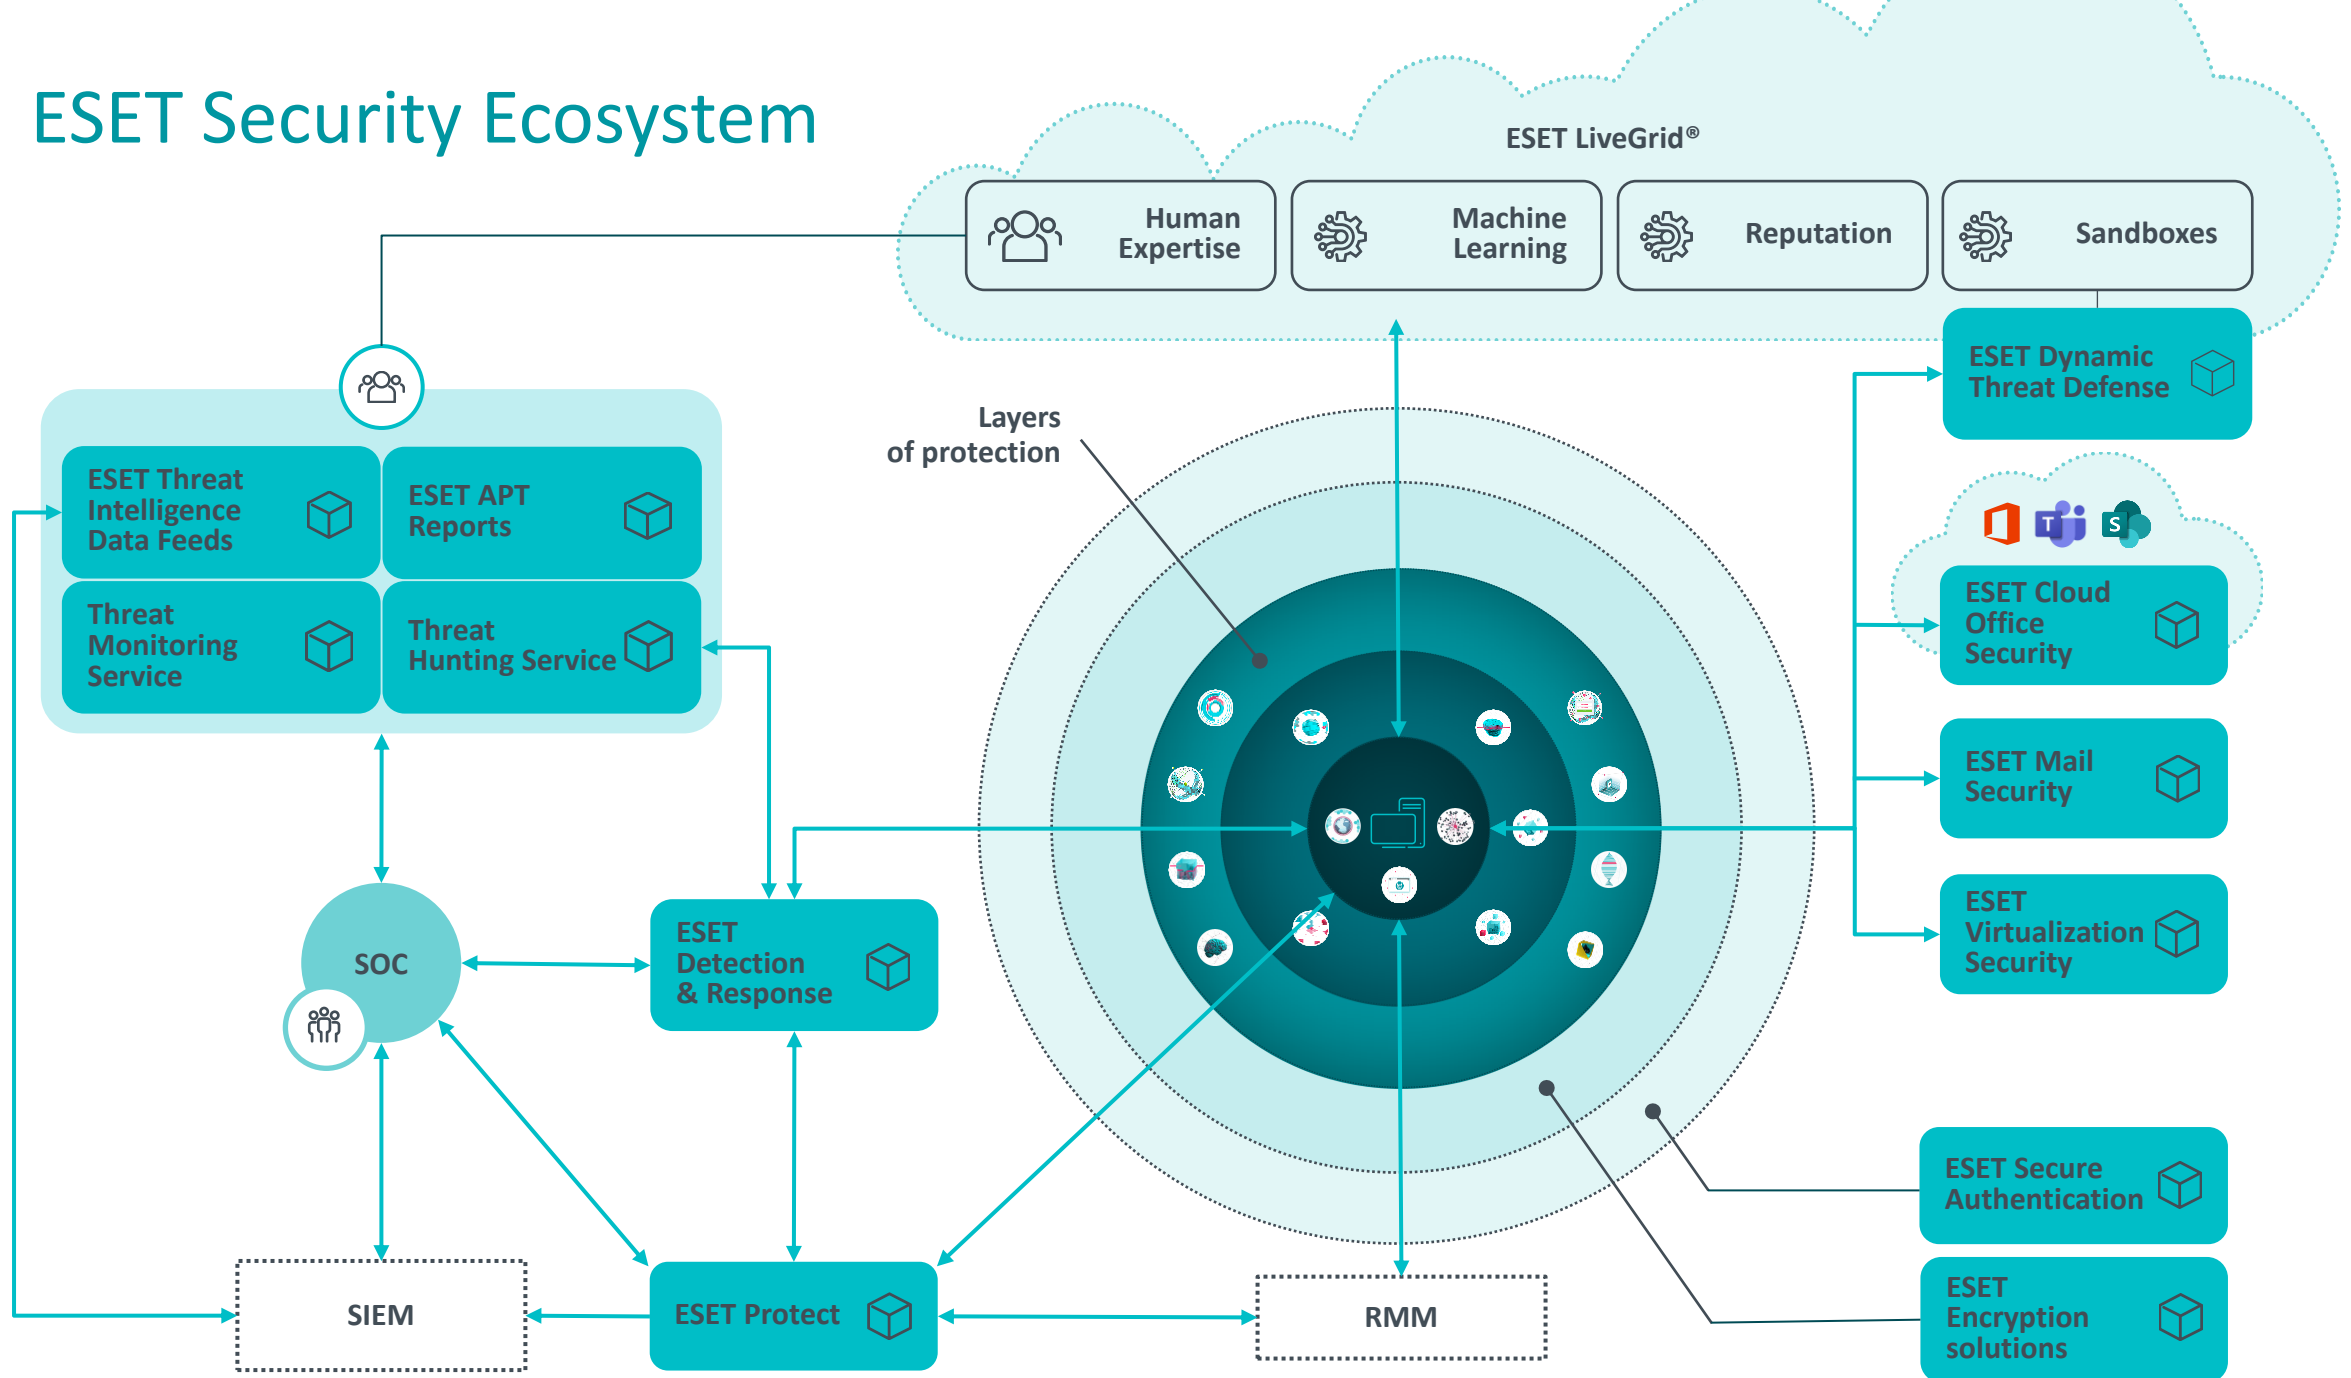 ESET Security Ecosystem
ESET LiveGrid®
Human
Expertise
Machine
Learning
Reputation
Sandboxes
ESET Dynamic
Threat Defense
Layers
of protection
ESET Threat
Intelligence
Data Feeds
ESET APT
Reports
Threat
Monitoring
Service
Threat
Hunting Service
T
S
ESET Cloud
Office
Security
ESET Mail
Security
ESET
Virtualization
Security
SOC
ESET
Detection
& Response
ESET Secure
Authentication
SIEM
ESET Protect
RMM
ESET
Encryption
solutions